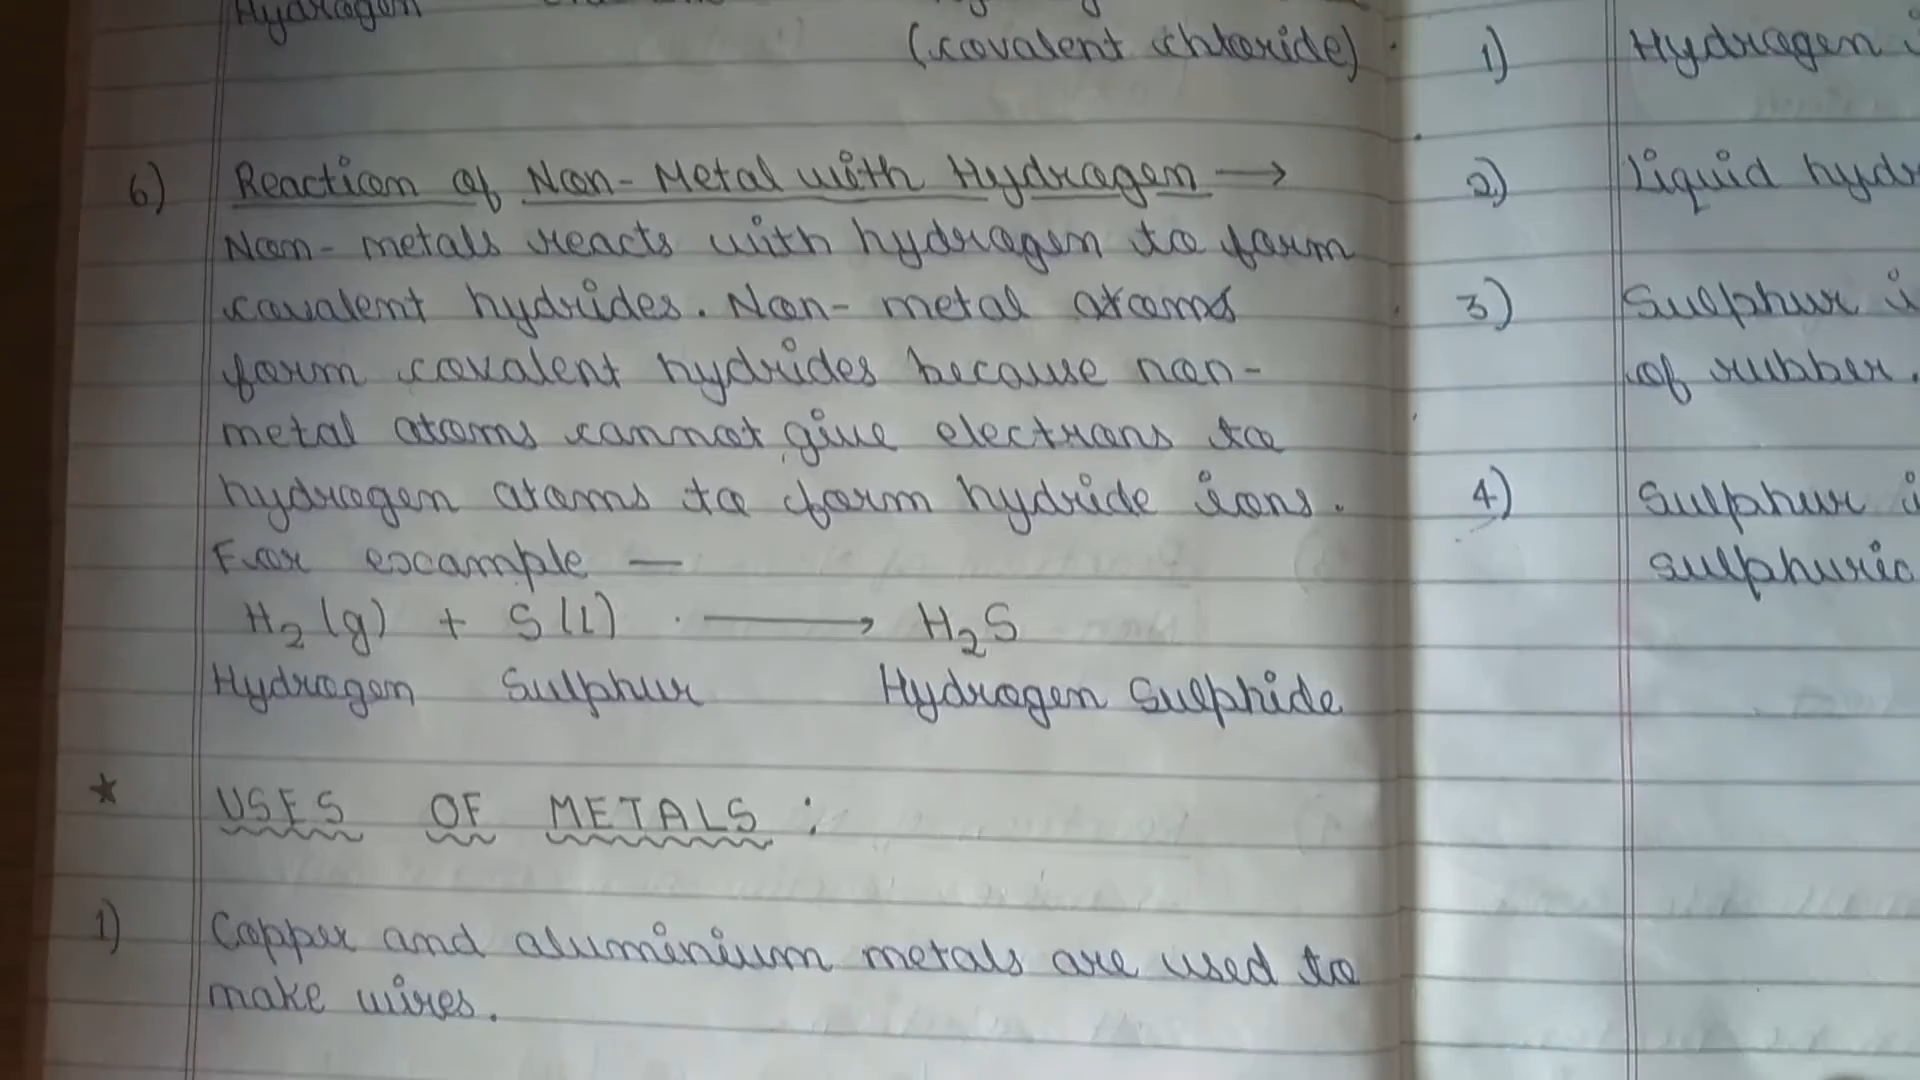 Hydrogen
(covalent chloride)
6) Reaction of Non-Metal with Hydrogen →
Non-metals reacts with hydrogen to form
covalent hydrides. Non-metal atoms
form covalent hydrides because non-
metal atoms cannot give electrons to
hydrogen atoms to form hydride ions.
For example —
H₂(g) + S(l) → H₂S
Hydrogen Sulphur Hydrogen Sulphide
★ USES OF METALS :
1) Copper and aluminium metals are used to
make wires.
1) Hydrogen
2) Liquid
3) Sulphur
of rubber.
4) Sulphur
sulphuric